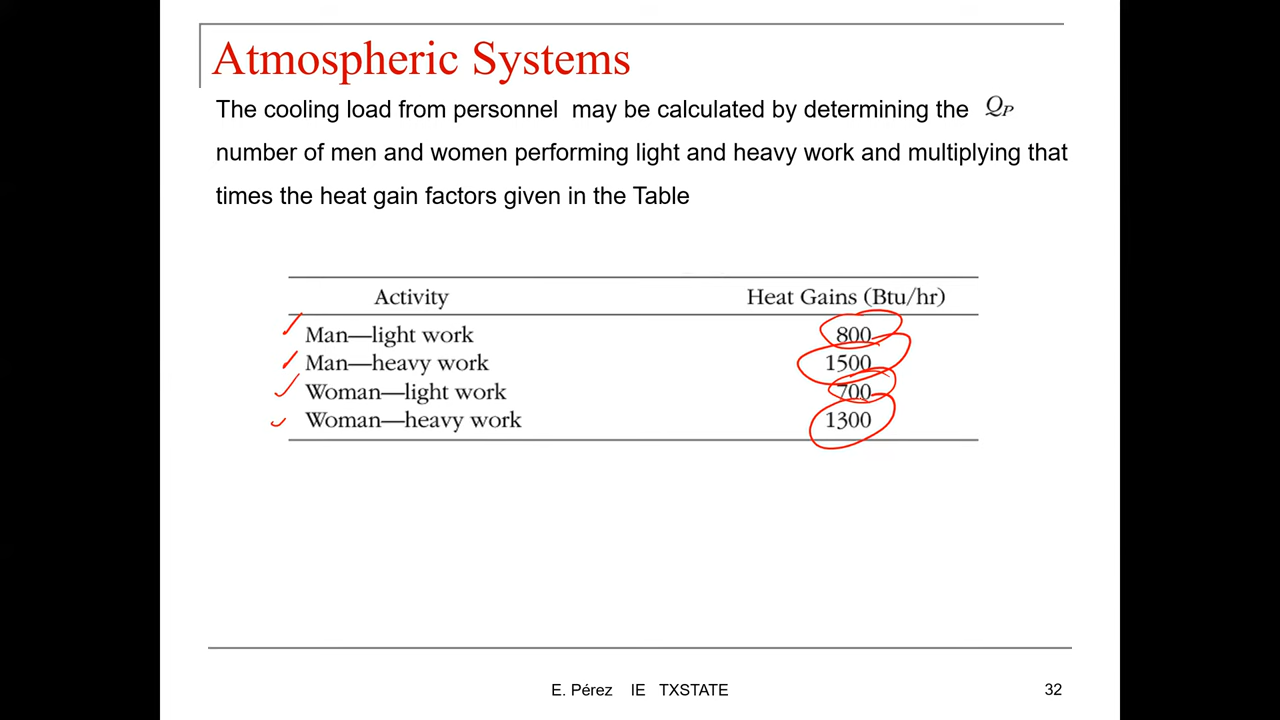 Atmospheric Systems
The cooling load from personnel may be calculated by determining the Q_P
number of men and women performing light and heavy work and multiplying that
times the heat gain factors given in the Table
Activity Heat Gains (Btu/hr)
Man—light work 800
Man—heavy work 1500
Woman—light work 700
Woman—heavy work 1300
E. Pérez IE TXSTATE 32